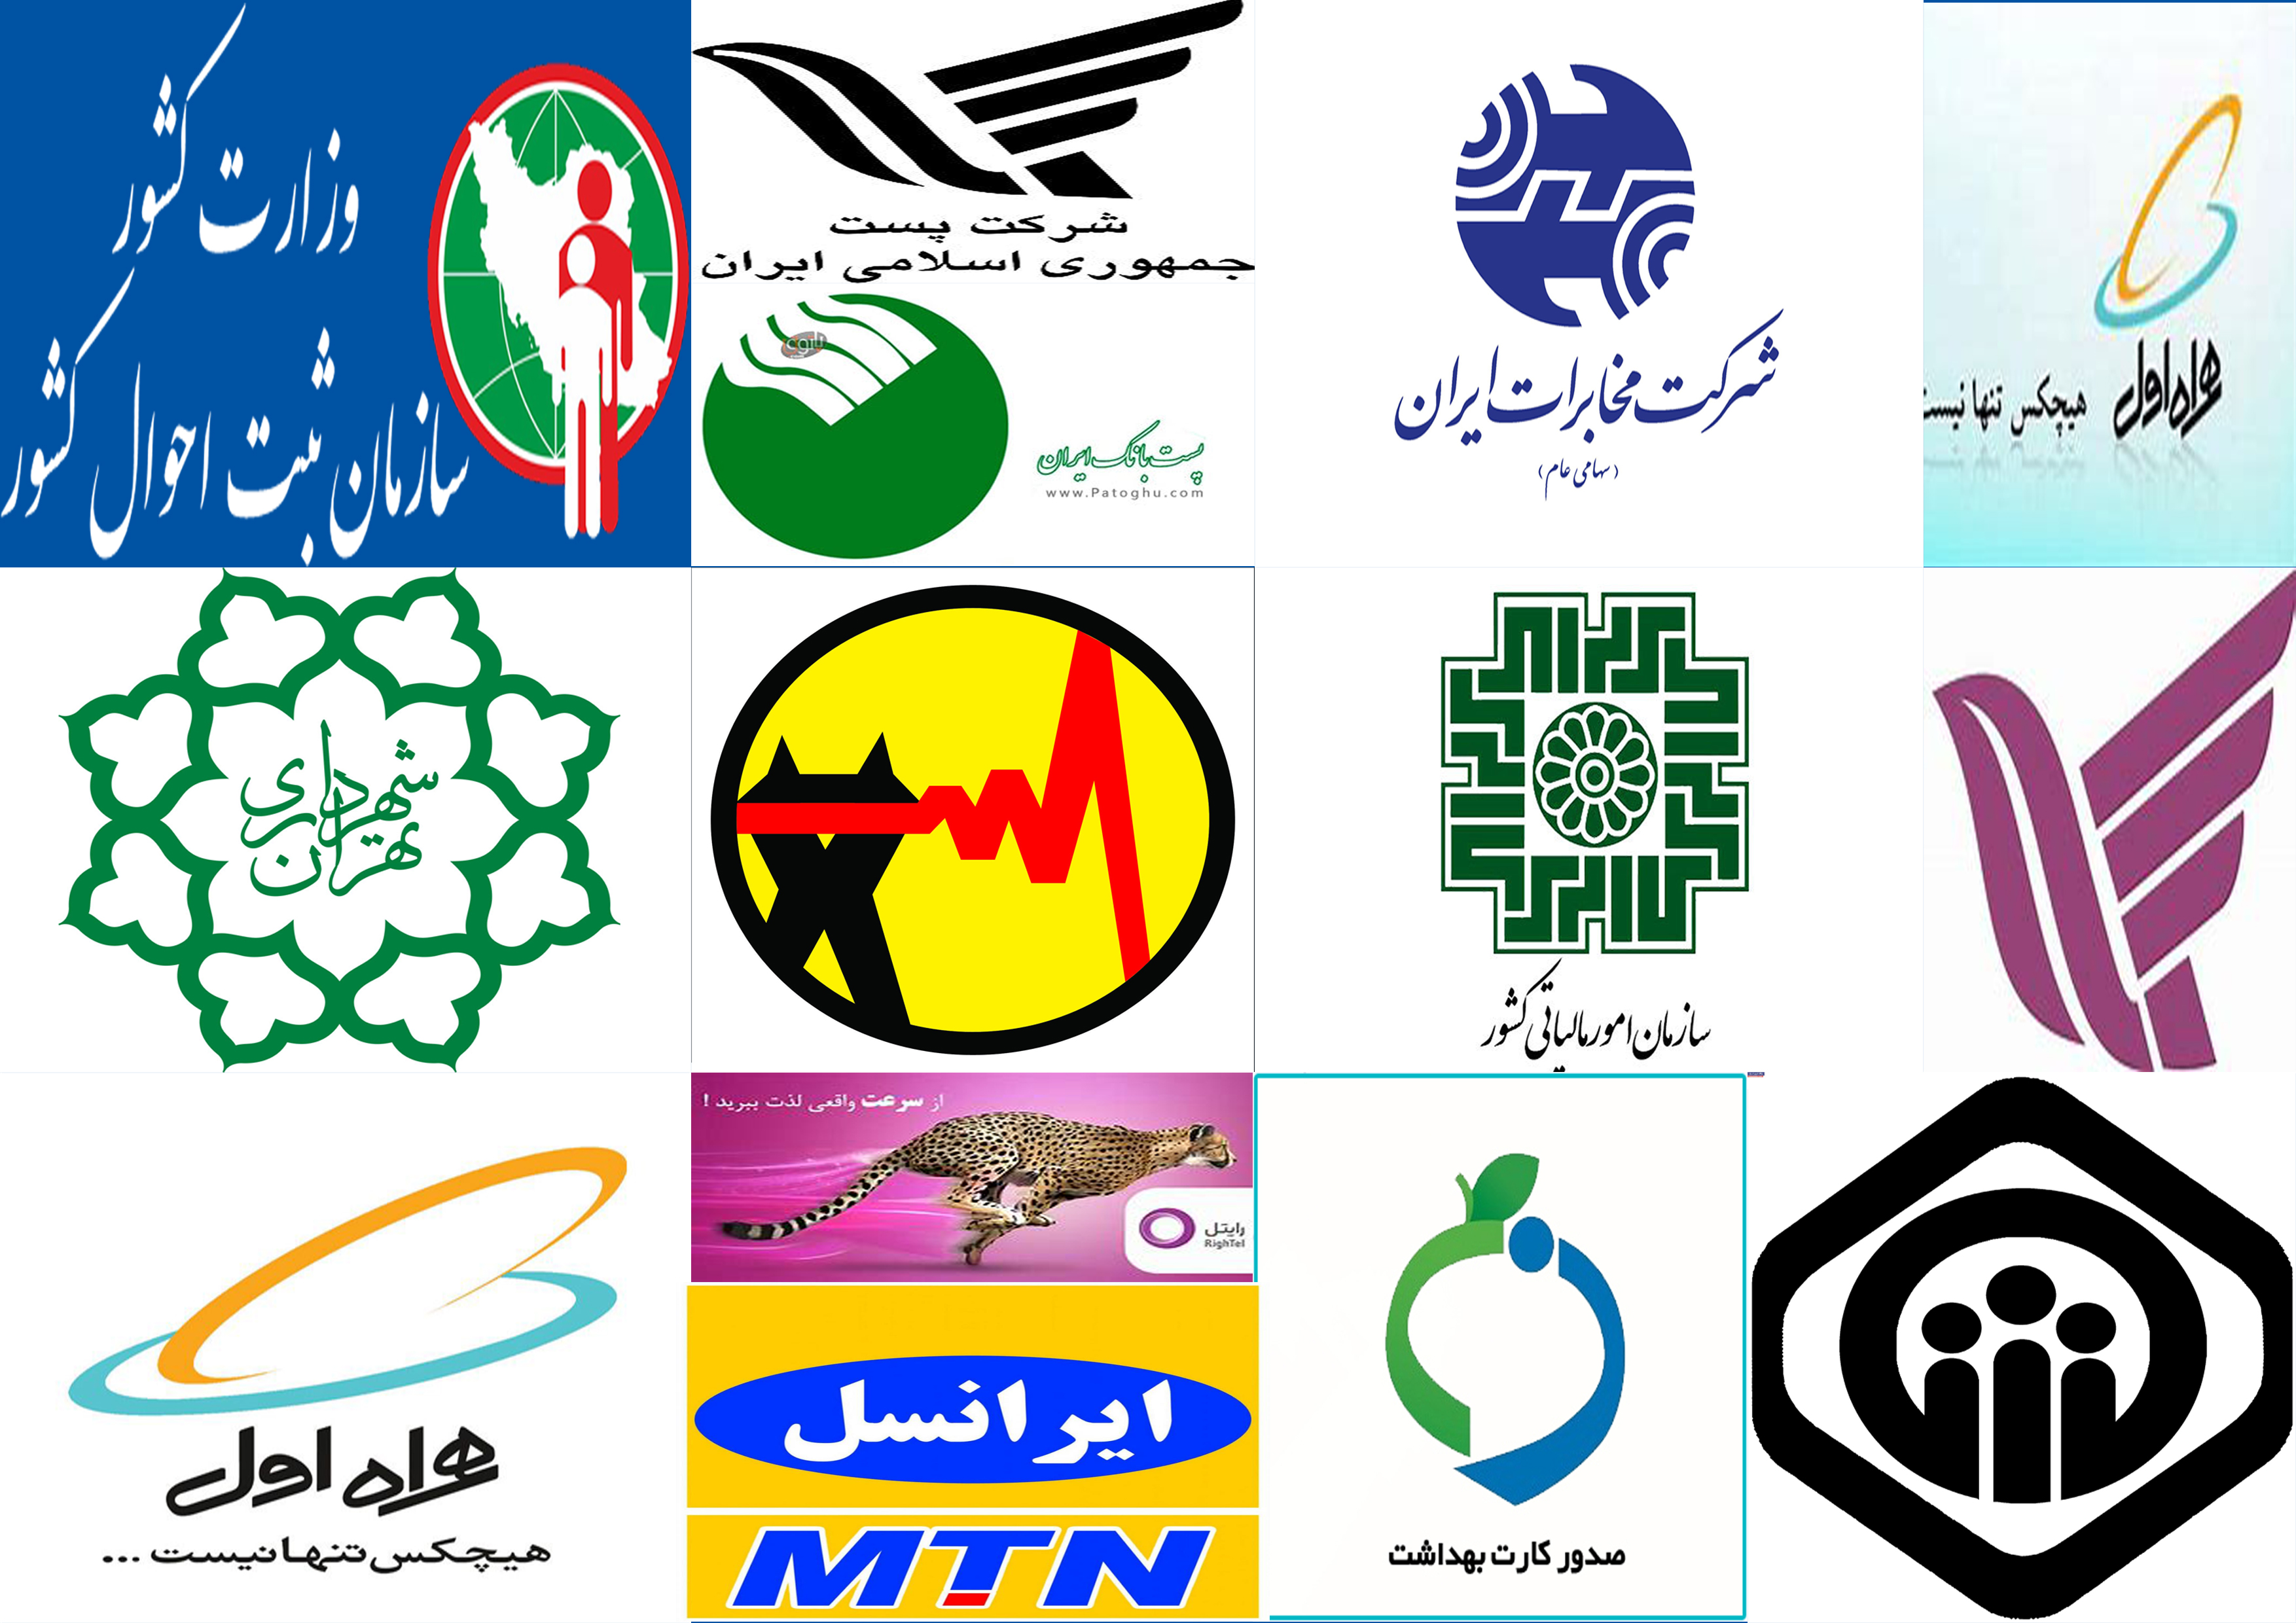 وزارت کشور
سازمان ثبت احوال کشور
شرکت پست
جمهوری اسلامی ایران
پست بانک ایران
www.Patoghu.com
شرکت مخابرات ایران
(سهامی عام)
همراه اول
هیچکس تنها نیست
شهرداری
تهران
سازمان امور مالیاتی کشور
همراه اول
هیچکس تنها نیست ...
از سرعت واقعی لذت ببرید !
رایتل
RighTel
ایرانسل
MTN
صدور کارت بهداشت